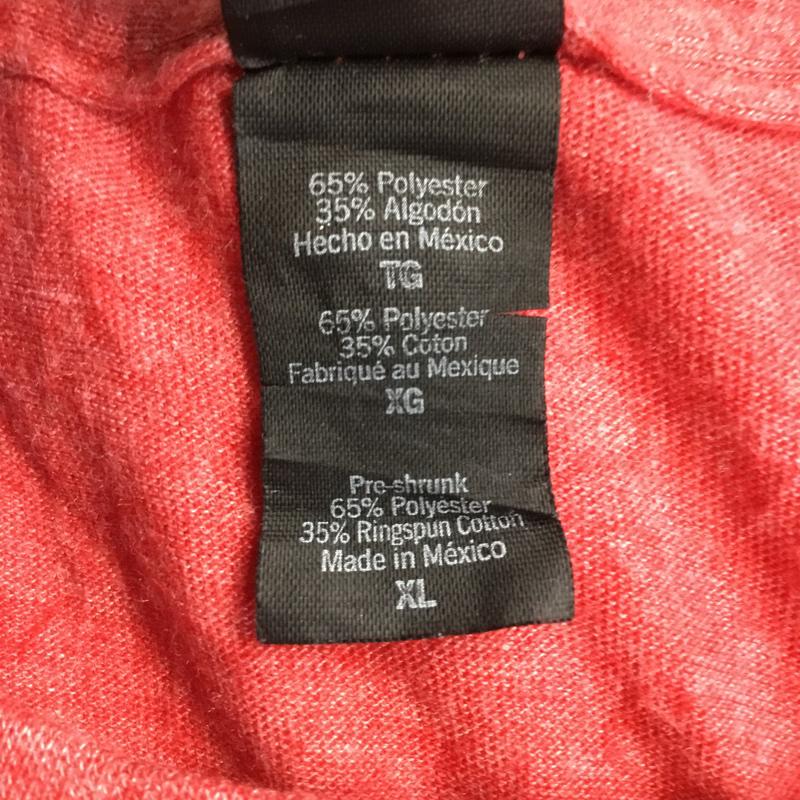 65% Polyester
35% Algodón
Hecho en México
TG
65% Polyester
35% Coton
Fabriqué au Mexique
XG
Pre-shrunk
65% Polyester
35% Ringspun Cotton
Made in México
XL